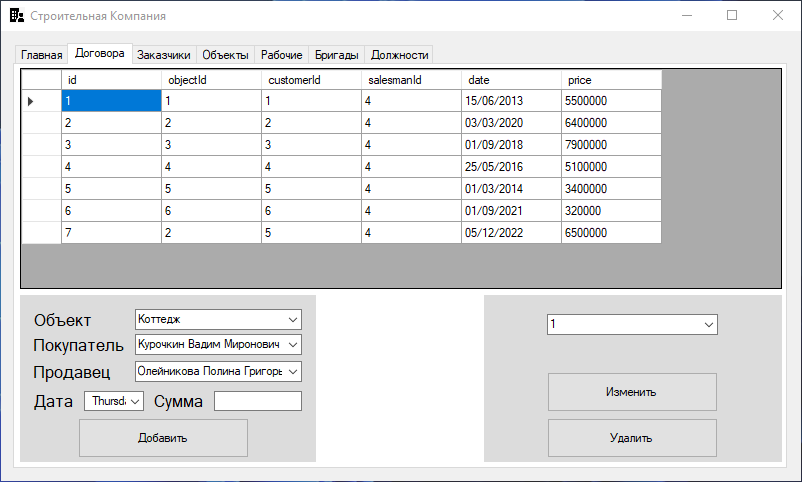 Строительная Компания
Главная Договора Заказчики Объекты Рабочие Бригады Должности
id objectId customerId salesmanId date price
1 1 1 4 15/06/2013 5500000
2 2 2 4 03/03/2020 6400000
3 3 3 4 01/09/2018 7900000
4 4 4 4 25/05/2016 5100000
5 5 5 4 01/03/2014 3400000
6 6 6 4 01/09/2021 320000
7 2 5 4 05/12/2022 6500000
Объект Коттедж
Покупатель Курочкин Вадим Миронович
Продавец Олейникова Полина Григорь
Дата Thursda Сумма
Добавить
1
Изменить
Удалить